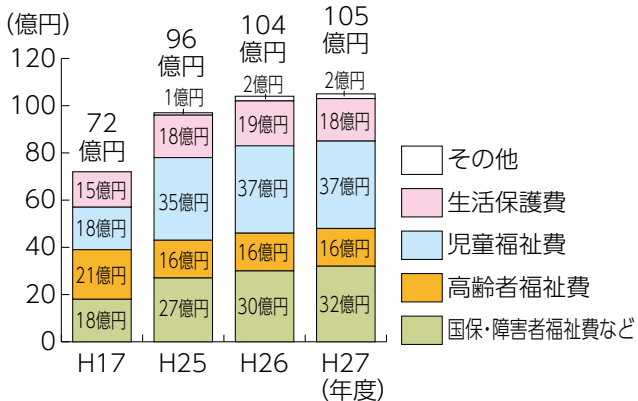 (億円)
120
100
80
60
40
20
0
72
億円
15億円
18億円
21億円
18億円
H17
96
億円
1億円
18億円
35億円
16億円
27億円
H25
104
億円
2億円
19億円
37億円
16億円
30億円
H26
105
億円
2億円
18億円
37億円
16億円
32億円
H27
(年度)
その他
生活保護費
児童福祉費
高齢者福祉費
国保・障害者福祉費など